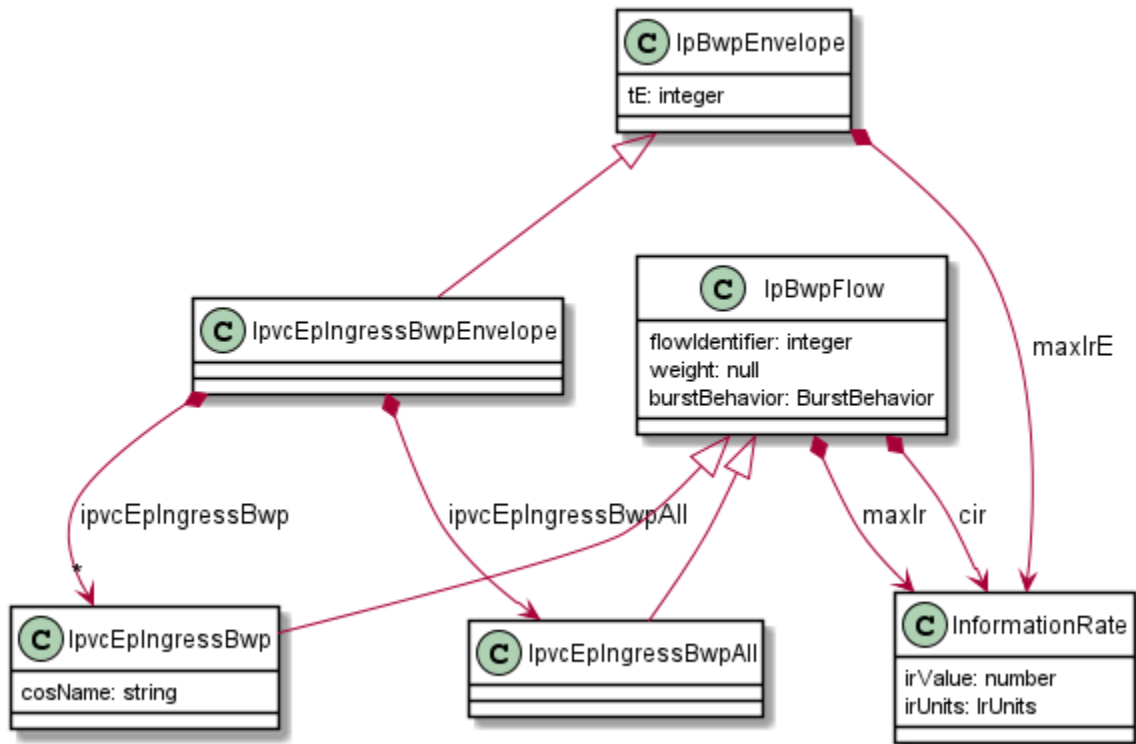 C IpBwpEnvelope
tE: integer
C IpBwpFlow
flowIdentifier: integer
weight: null
burstBehavior: BurstBehavior
C IpvcEpIngressBwpEnvelope
maxIrE
ipvcEpIngressBwp
ipvcEpIngressBwpAll
maxIr
cir
*
C IpvcEpIngressBwp
cosName: string
C IpvcEpIngressBwpAll
C InformationRate
irValue: number
irUnits: IrUnits